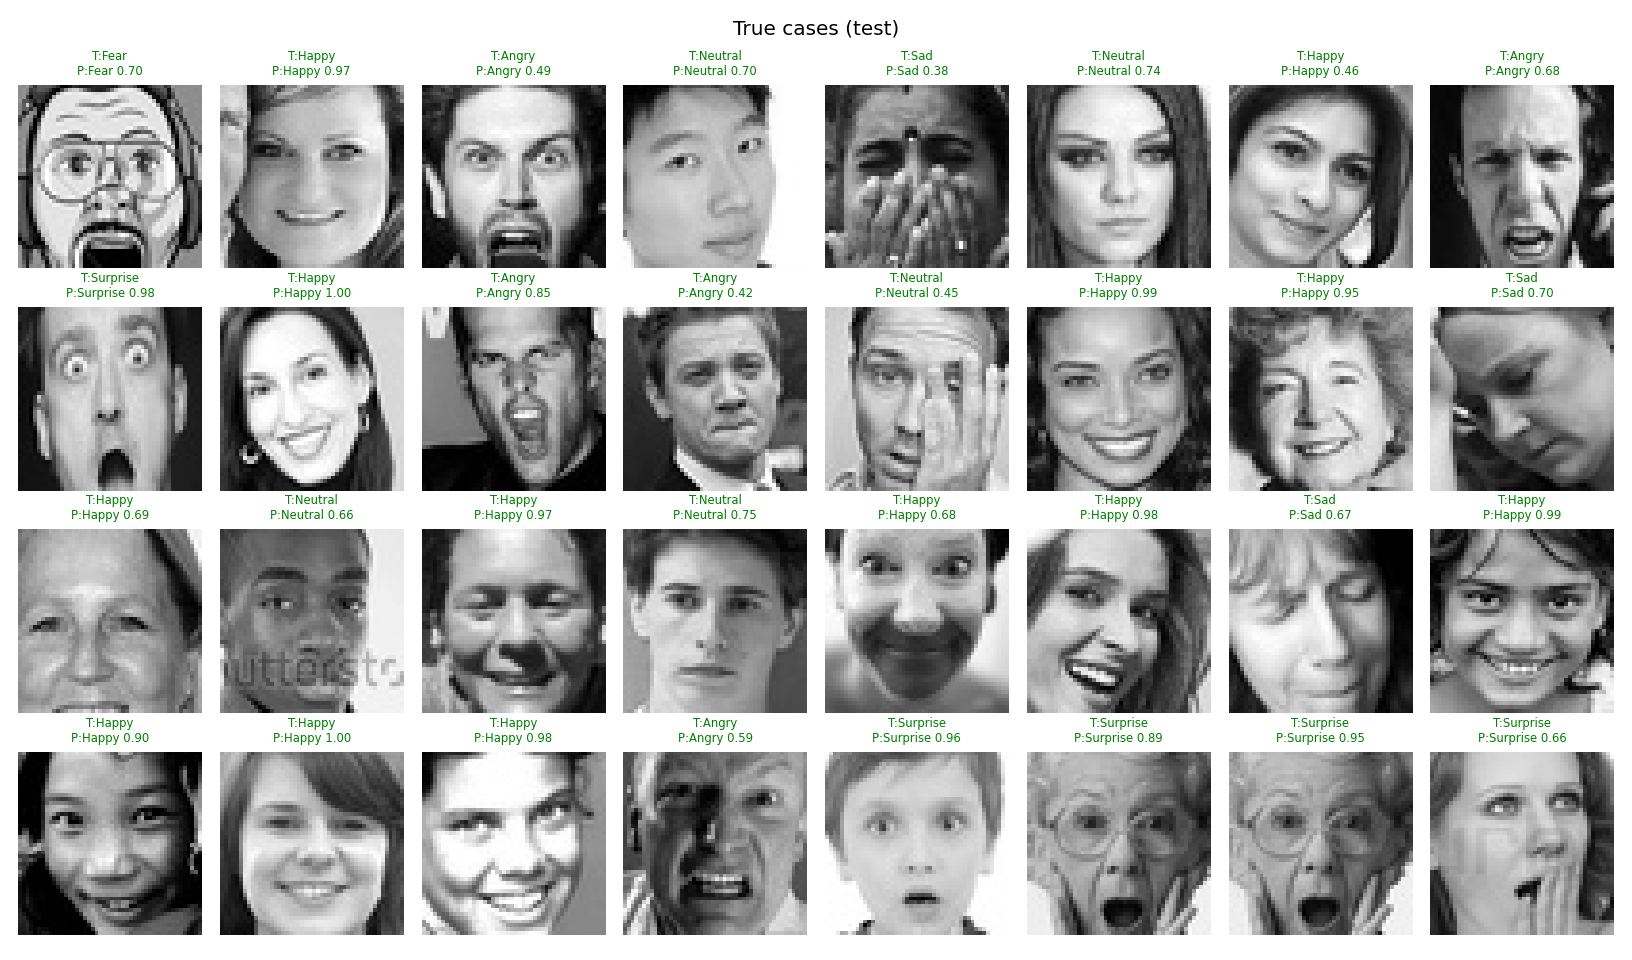 True cases (test)
T:Fear
P:Fear 0.70
T:Happy
P:Happy 0.97
T:Angry
P:Angry 0.49
T:Neutral
P:Neutral 0.70
T:Sad
P:Sad 0.38
T:Neutral
P:Neutral 0.74
T:Happy
P:Happy 0.46
T:Angry
P:Angry 0.68
T:Surprise
P:Surprise 0.98
T:Happy
P:Happy 1.00
T:Angry
P:Angry 0.85
T:Angry
P:Angry 0.42
T:Neutral
P:Neutral 0.45
T:Happy
P:Happy 0.99
T:Happy
P:Happy 0.95
T:Sad
P:Sad 0.70
T:Happy
P:Happy 0.69
T:Neutral
P:Neutral 0.66
utterst
T:Happy
P:Happy 0.97
T:Neutral
P:Neutral 0.75
T:Happy
P:Happy 0.68
T:Happy
P:Happy 0.98
T:Sad
P:Sad 0.67
T:Happy
P:Happy 0.99
T:Happy
P:Happy 0.90
T:Happy
P:Happy 1.00
T:Happy
P:Happy 0.98
T:Angry
P:Angry 0.59
T:Surprise
P:Surprise 0.96
T:Surprise
P:Surprise 0.89
T:Surprise
P:Surprise 0.95
T:Surprise
P:Surprise 0.66